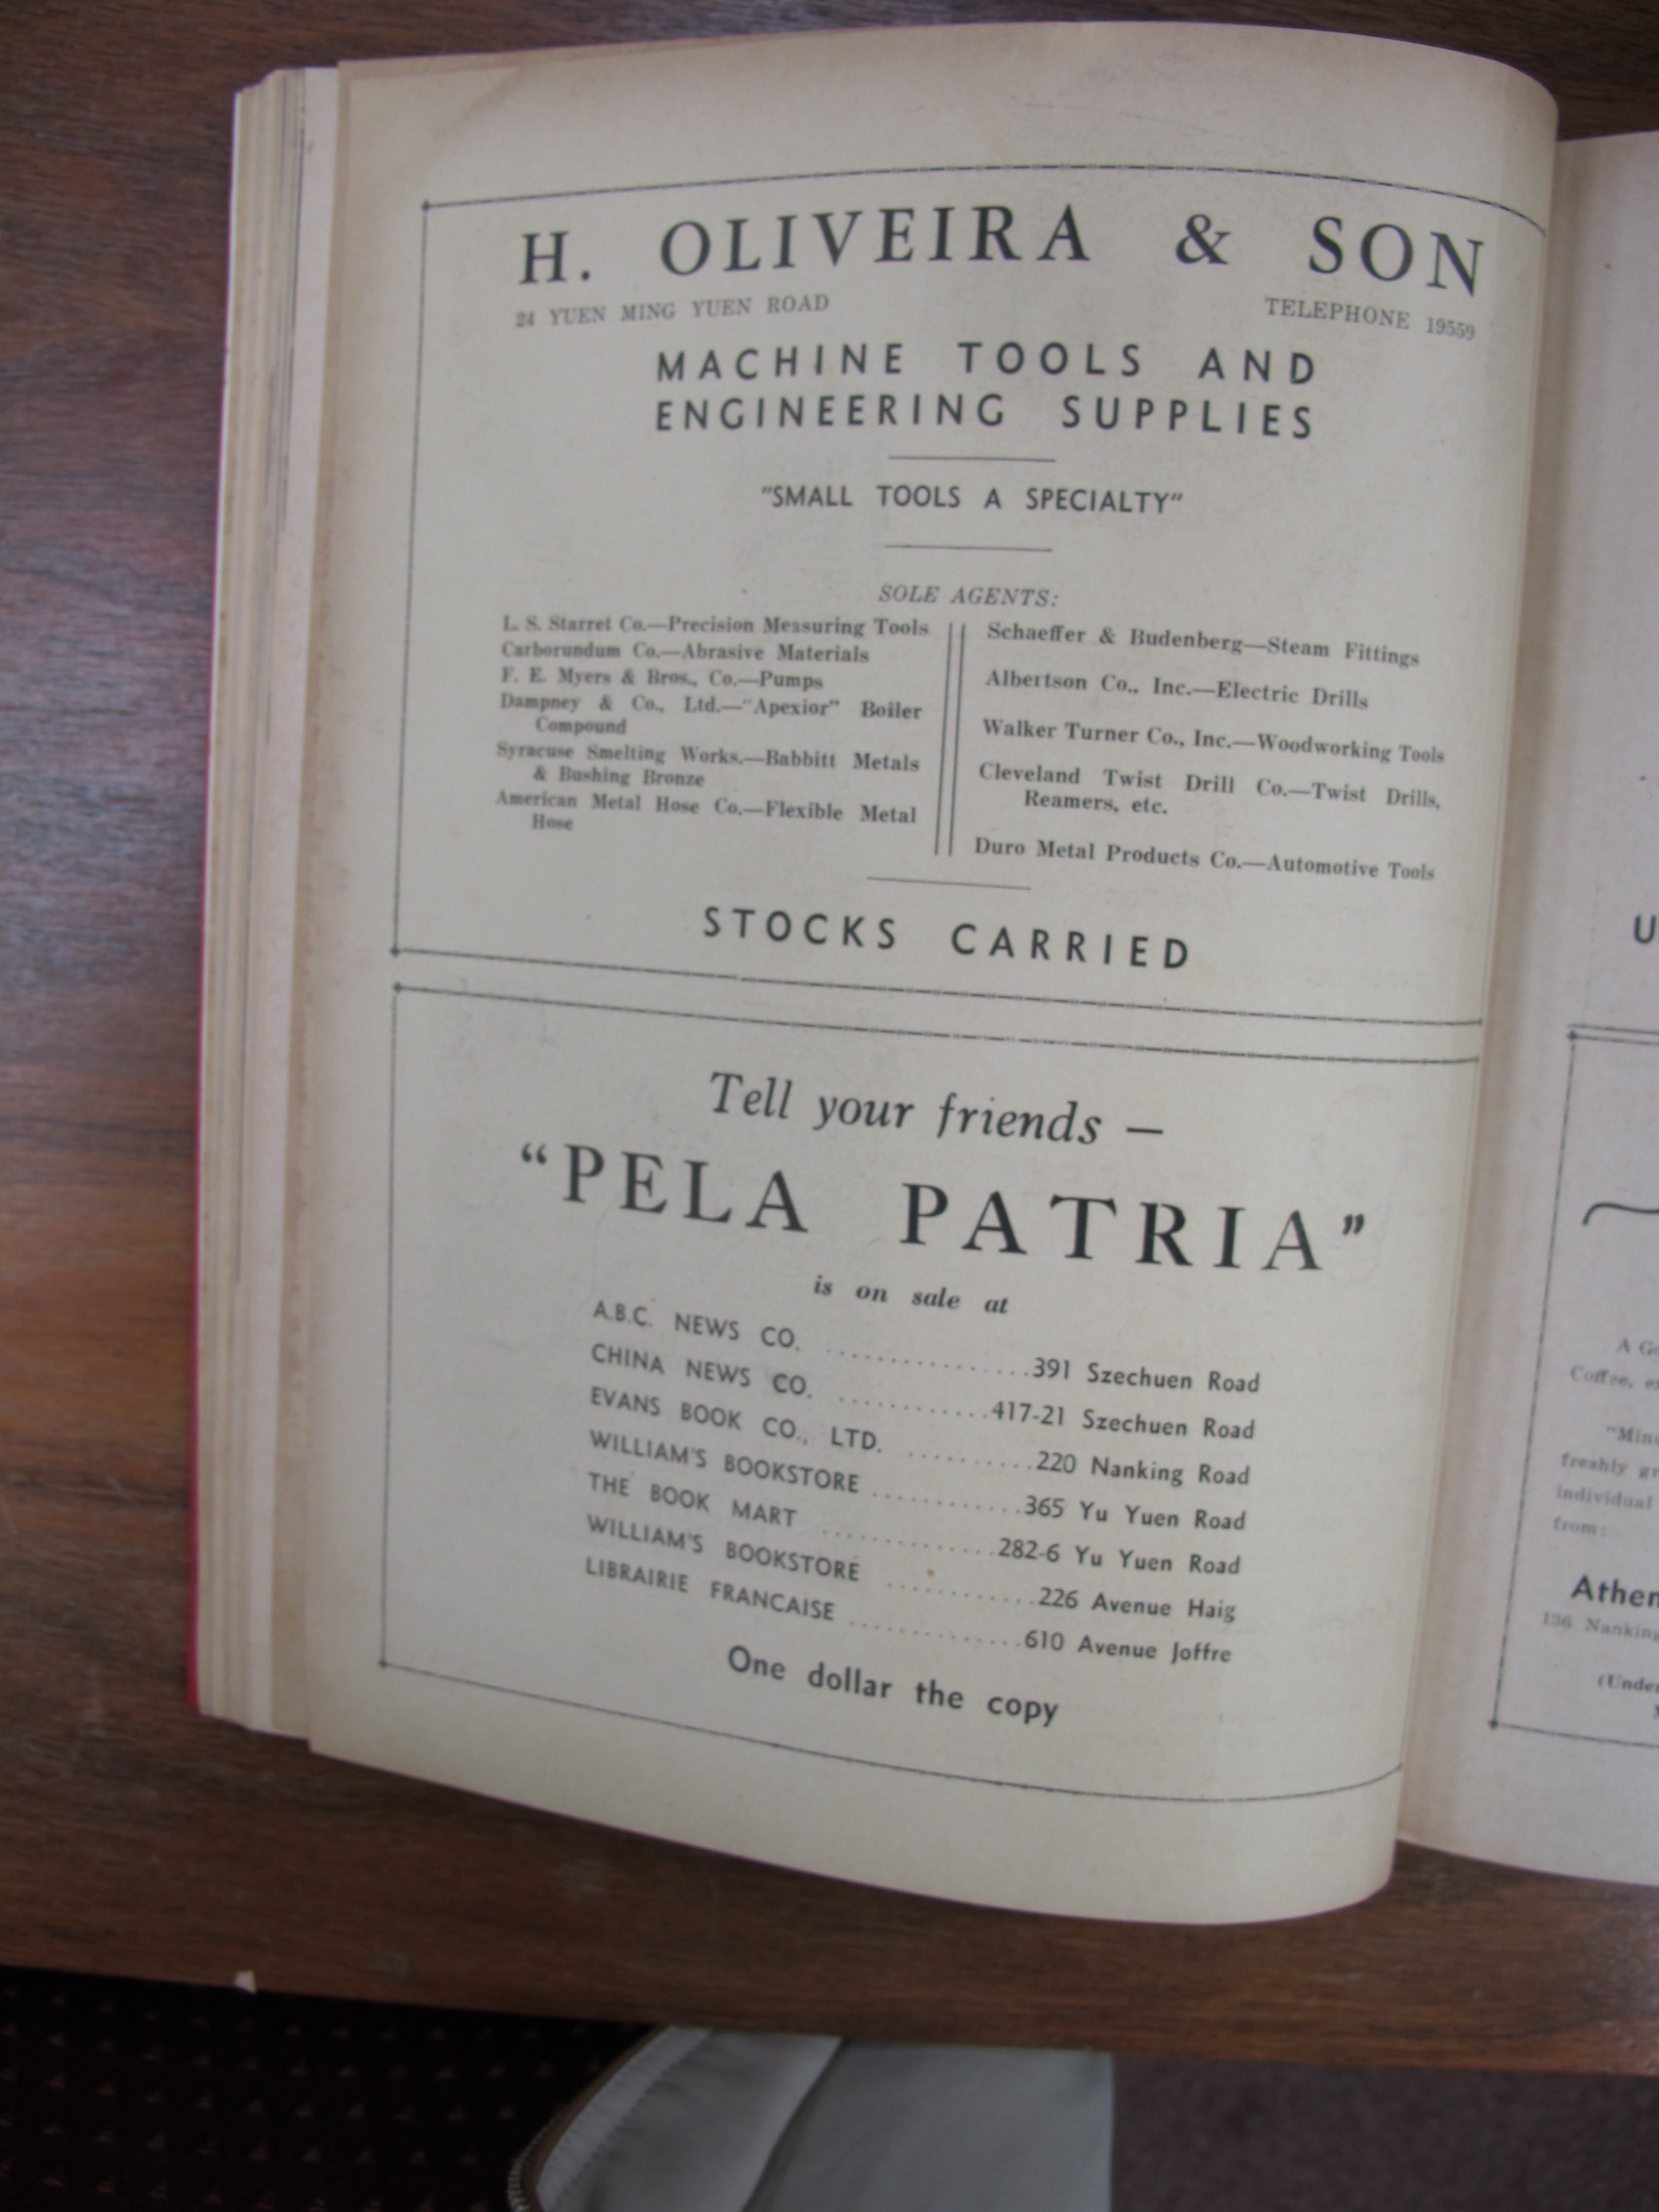 H. OLIVEIRA & SON
24 YUEN MING YUEN ROAD TELEPHONE 19559
MACHINE TOOLS AND
ENGINEERING SUPPLIES
"SMALL TOOLS A SPECIALTY"
SOLE AGENTS:
L. S. Starret Co.—Precision Measuring Tools
Carborundum Co.—Abrasive Materials
F. E. Myers & Bros., Co.—Pumps
Dampney & Co., Ltd.—"Apexior" Boiler
Compound
Syracuse Smelting Works.—Babbitt Metals
& Bushing Bronze
American Metal Hose Co.—Flexible Metal
Hose
Schaeffer & Budenberg—Steam Fittings
Albertson Co., Inc.—Electric Drills
Walker Turner Co., Inc.—Woodworking Tools
Cleveland Twist Drill Co.—Twist Drills,
Reamers, etc.
Duro Metal Products Co.—Automotive Tools
STOCKS CARRIED
Tell your friends —
"PELA PATRIA"
is on sale at
A.B.C. NEWS CO. ................391 Szechuen Road
CHINA NEWS CO. ............417-21 Szechuen Road
EVANS BOOK CO., LTD. ..........220 Nanking Road
WILLIAM'S BOOKSTORE ............365 Yu Yuen Road
THE BOOK MART ..............282-6 Yu Yuen Road
WILLIAM'S BOOKSTORE ............226 Avenue Haig
LIBRAIRIE FRANCAISE ..............610 Avenue Joffre
One dollar the copy
U
A
Coffee,
freshly
individual
from:
136 Nanking